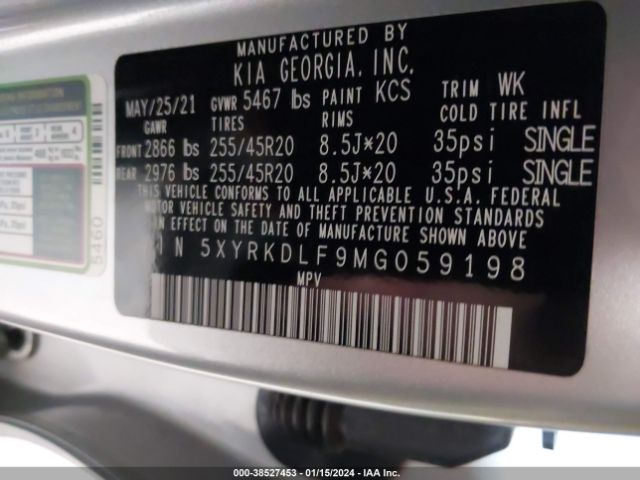 MANUFACTURED BY
KIA GEORGIA, INC.
MAY/25/21 GVWR 5467 lbs PAINT KCS TRIM WK
GAWR TIRES RIMS COLD TIRE INFL
FRONT 2866 lbs 255/45R20 8.5J*20 35psi SINGLE
REAR 2976 lbs 255/45R20 8.5J*20 35psi SINGLE
THIS VEHICLE CONFORMS TO ALL APPLICABLE U.S.A. FEDERAL
MOTOR VEHICLE SAFETY AND THEFT PREVENTION STANDARDS
IN EFFECT ON DATE OF MANUFACTURE SHOWN ABOVE
I N 5XYRKDLF9MG059198
MPV
5460
000-38527453 - 01/15/2024 - IAA Inc.